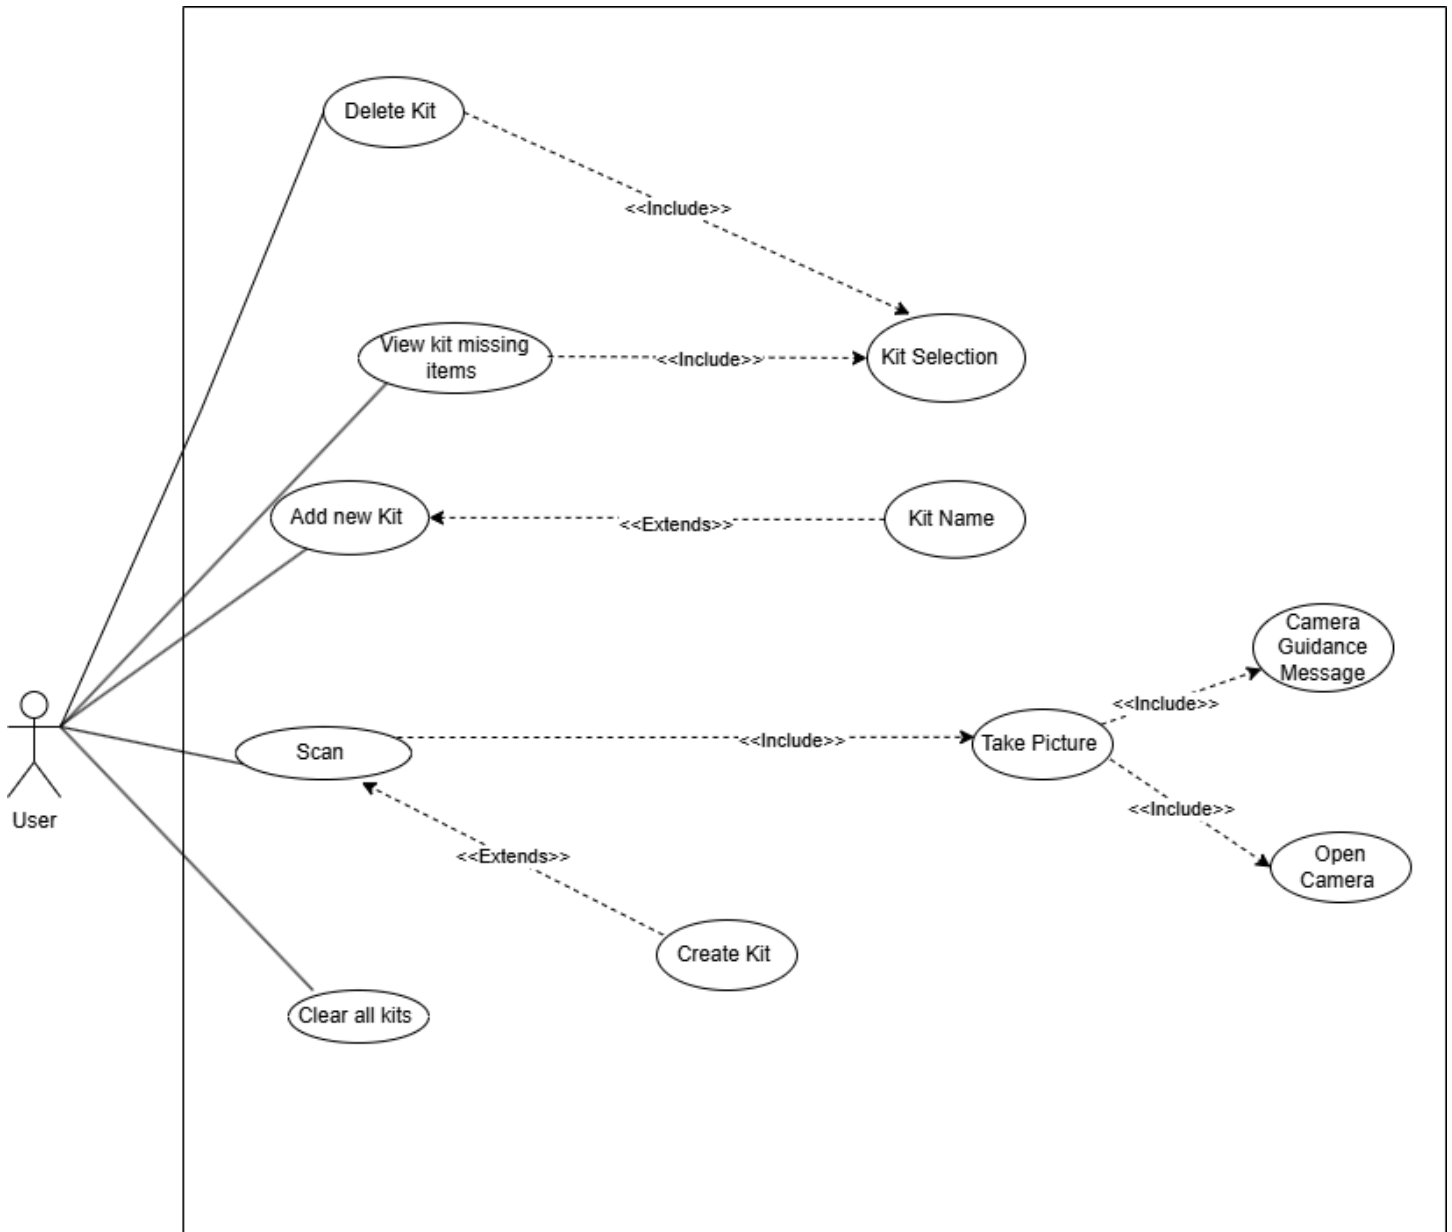 Delete Kit
<<Include>>
View kit missing
items
<<Include>>
Kit Selection
Add new Kit
<<Extends>>
Kit Name
Camera
Guidance
Message
<<Include>>
Scan
<<Include>>
Take Picture
User
<<Include>>
<<Extends>>
Open
Camera
Create Kit
Clear all kits